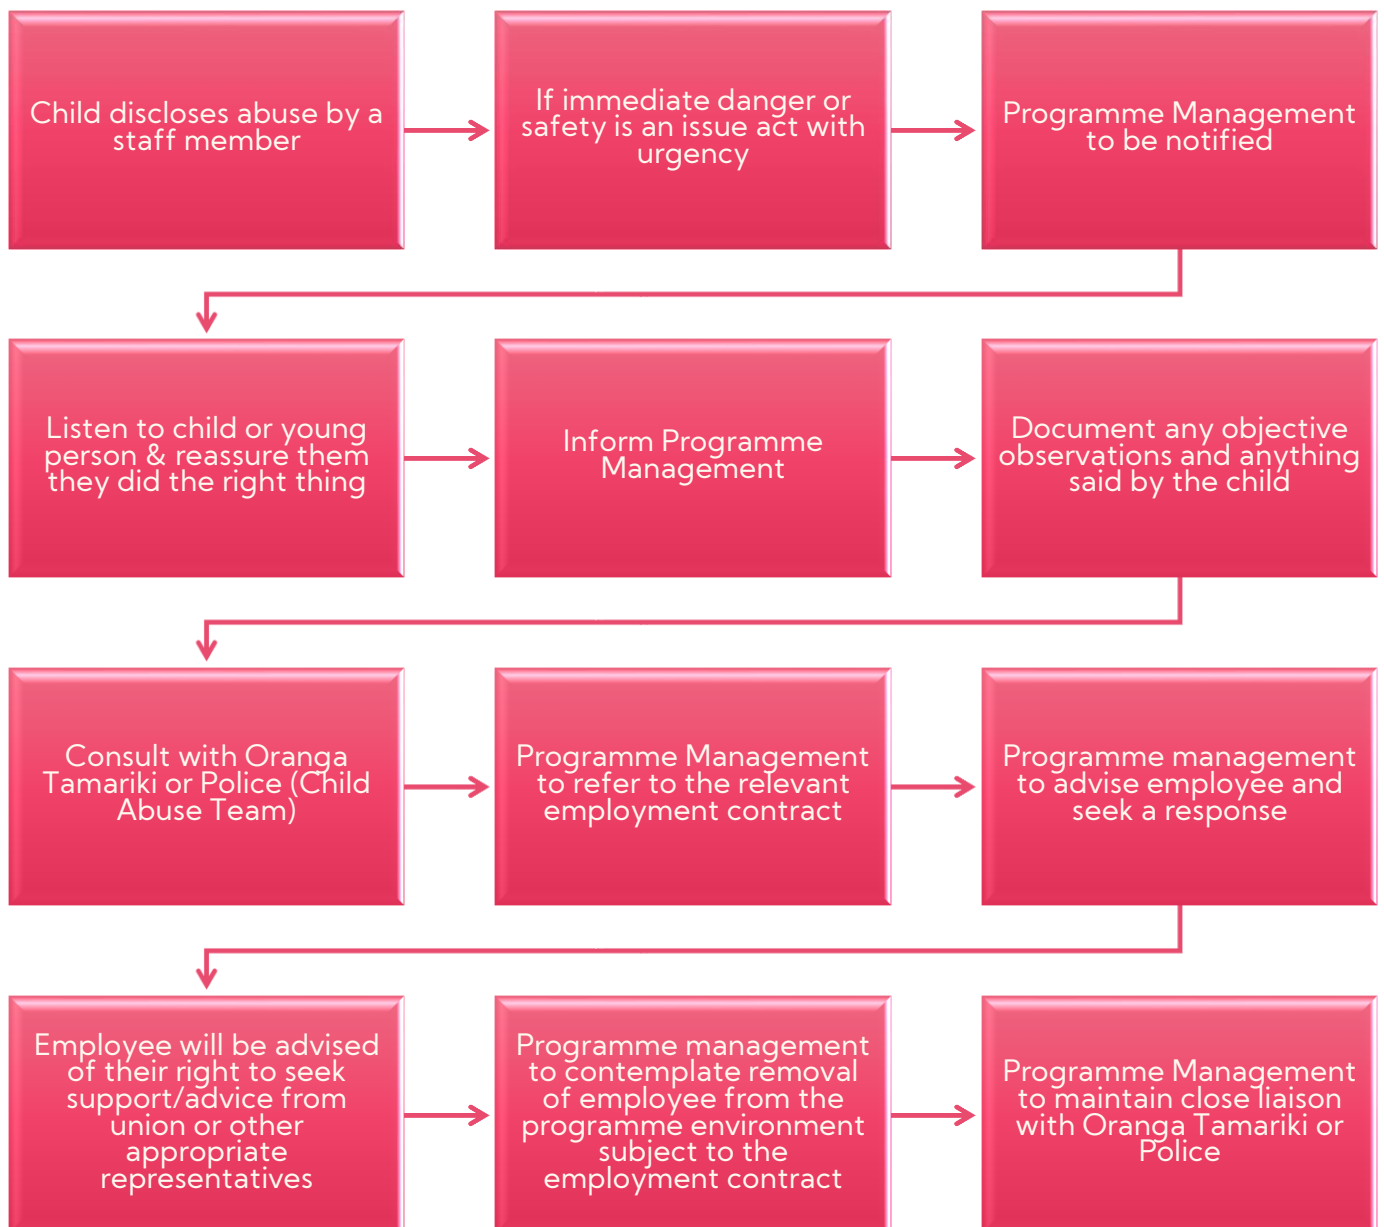 Child discloses abuse by a
staff member
If immediate danger or
safety is an issue act with
urgency
Programme Management
to be notified
Listen to child or young
person & reassure them
they did the right thing
Inform Programme
Management
Document any objective
observations and anything
said by the child
Consult with Oranga
Tamariki or Police (Child
Abuse Team)
Programme Management
to refer to the relevant
employment contract
Programme management
to advise employee and
seek a response
Employee will be advised
of their right to seek
support/advice from
union or other
appropriate
representatives
Programme management
to contemplate removal
of employee from the
programme environment
subject to the
employment contract
Programme Management
to maintain close liaison
with Oranga Tamariki or
Police